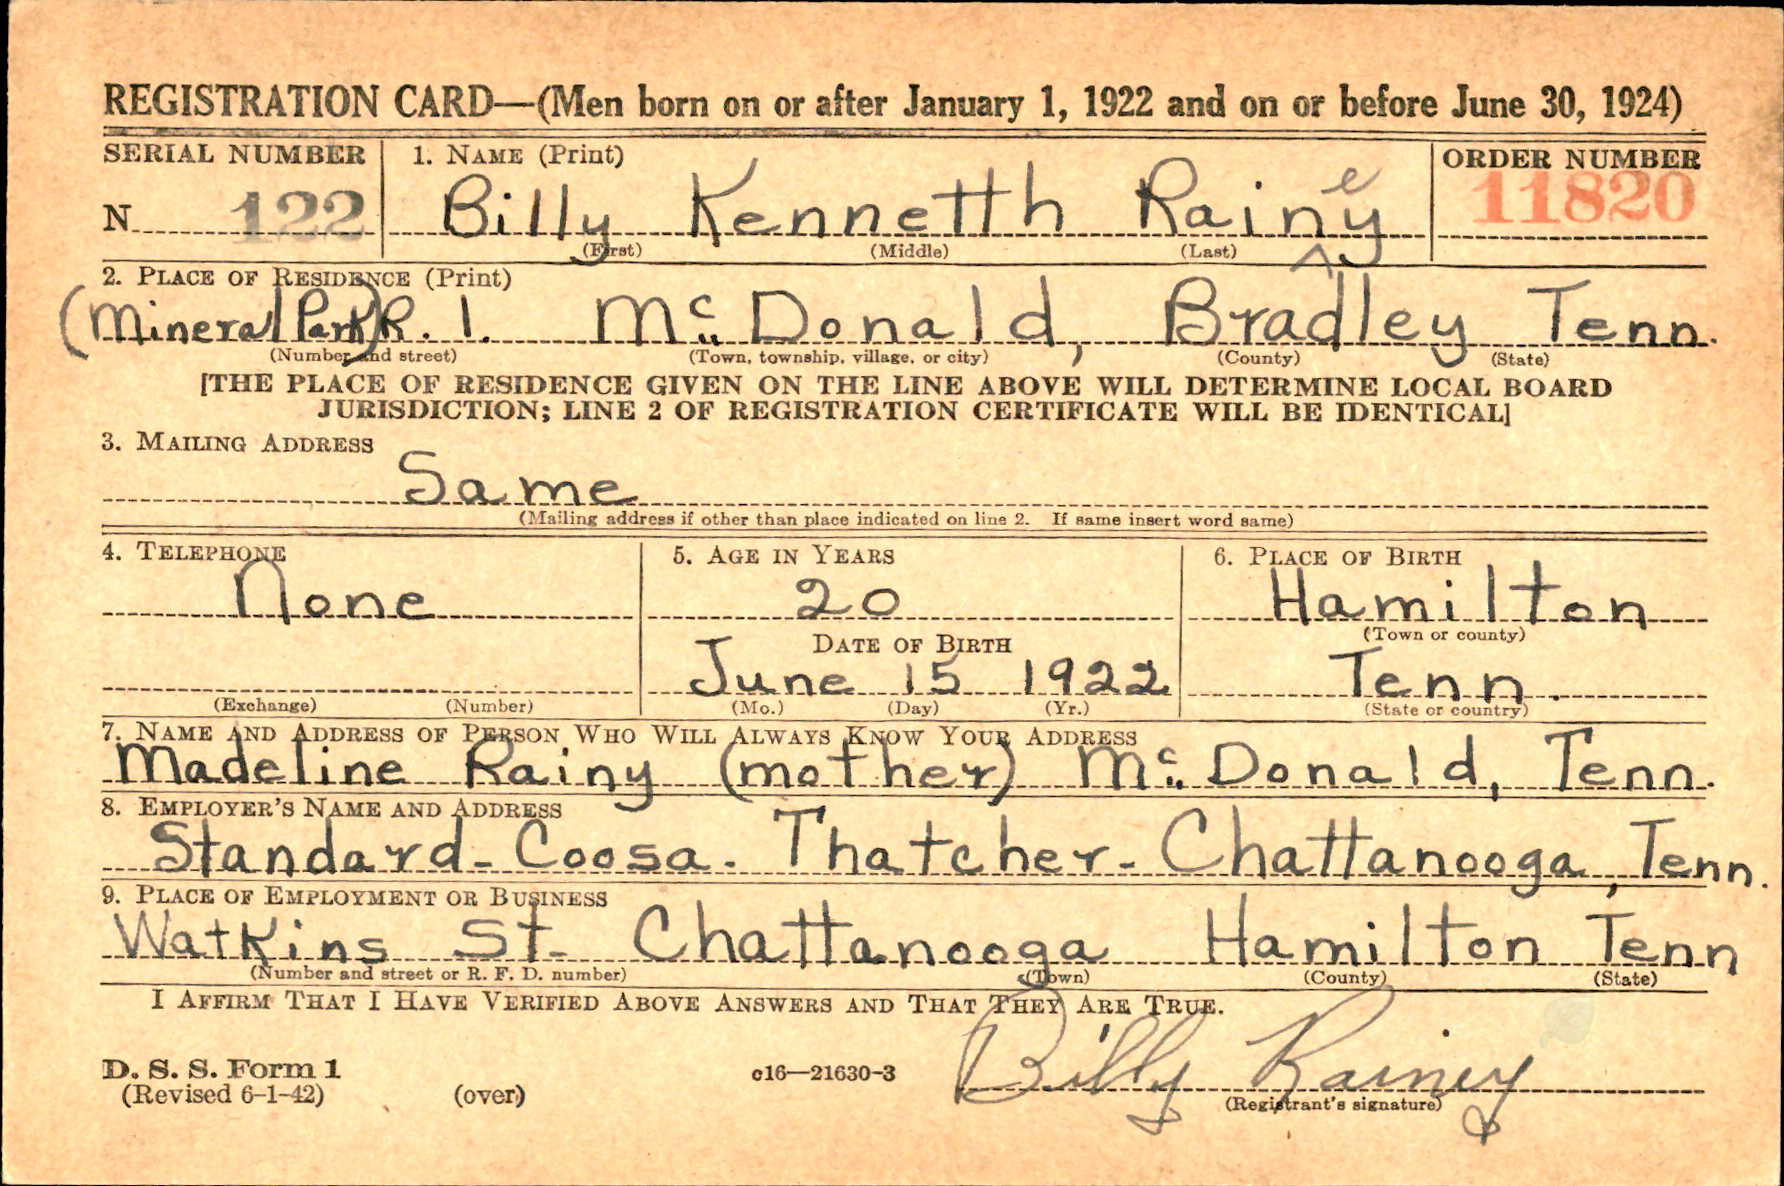 REGISTRATION CARD—(Men born on or after January 1, 1922 and on or before June 30, 1924)
SERIAL NUMBER 1. NAME (Print) ORDER NUMBER
N 122 Billy Kennetth Rainey 11820
(First) (Middle) (Last)
2. PLACE OF RESIDENCE (Print)
(Mineral Park) R. 1. McDonald, Bradley Tenn.
(Number and street) (Town, township, village, or city) (County) (State)
[THE PLACE OF RESIDENCE GIVEN ON THE LINE ABOVE WILL DETERMINE LOCAL BOARD
JURISDICTION; LINE 2 OF REGISTRATION CERTIFICATE WILL BE IDENTICAL]
3. MAILING ADDRESS
Same
(Mailing address if other than place indicated on line 2. If same insert word same)
4. TELEPHONE 5. AGE IN YEARS 6. PLACE OF BIRTH
None 20 Hamilton
DATE OF BIRTH (Town or county)
June 15 1922 Tenn.
(Exchange) (Number) (Mo.) (Day) (Yr.) (State or country)
7. NAME AND ADDRESS OF PERSON WHO WILL ALWAYS KNOW YOUR ADDRESS
Madeline Rainy (mother) McDonald, Tenn.
8. EMPLOYER'S NAME AND ADDRESS
Standard-Coosa-Thatcher-Chattanooga, Tenn.
9. PLACE OF EMPLOYMENT OR BUSINESS
Watkins St. Chattanooga Hamilton Tenn
(Number and street or R. F. D. number) (Town) (County) (State)
I AFFIRM THAT I HAVE VERIFIED ABOVE ANSWERS AND THAT THEY ARE TRUE.
D. S. S. Form 1 c16—21630-3 Billy Rainey
(Revised 6-1-42) (over) (Registrant's signature)